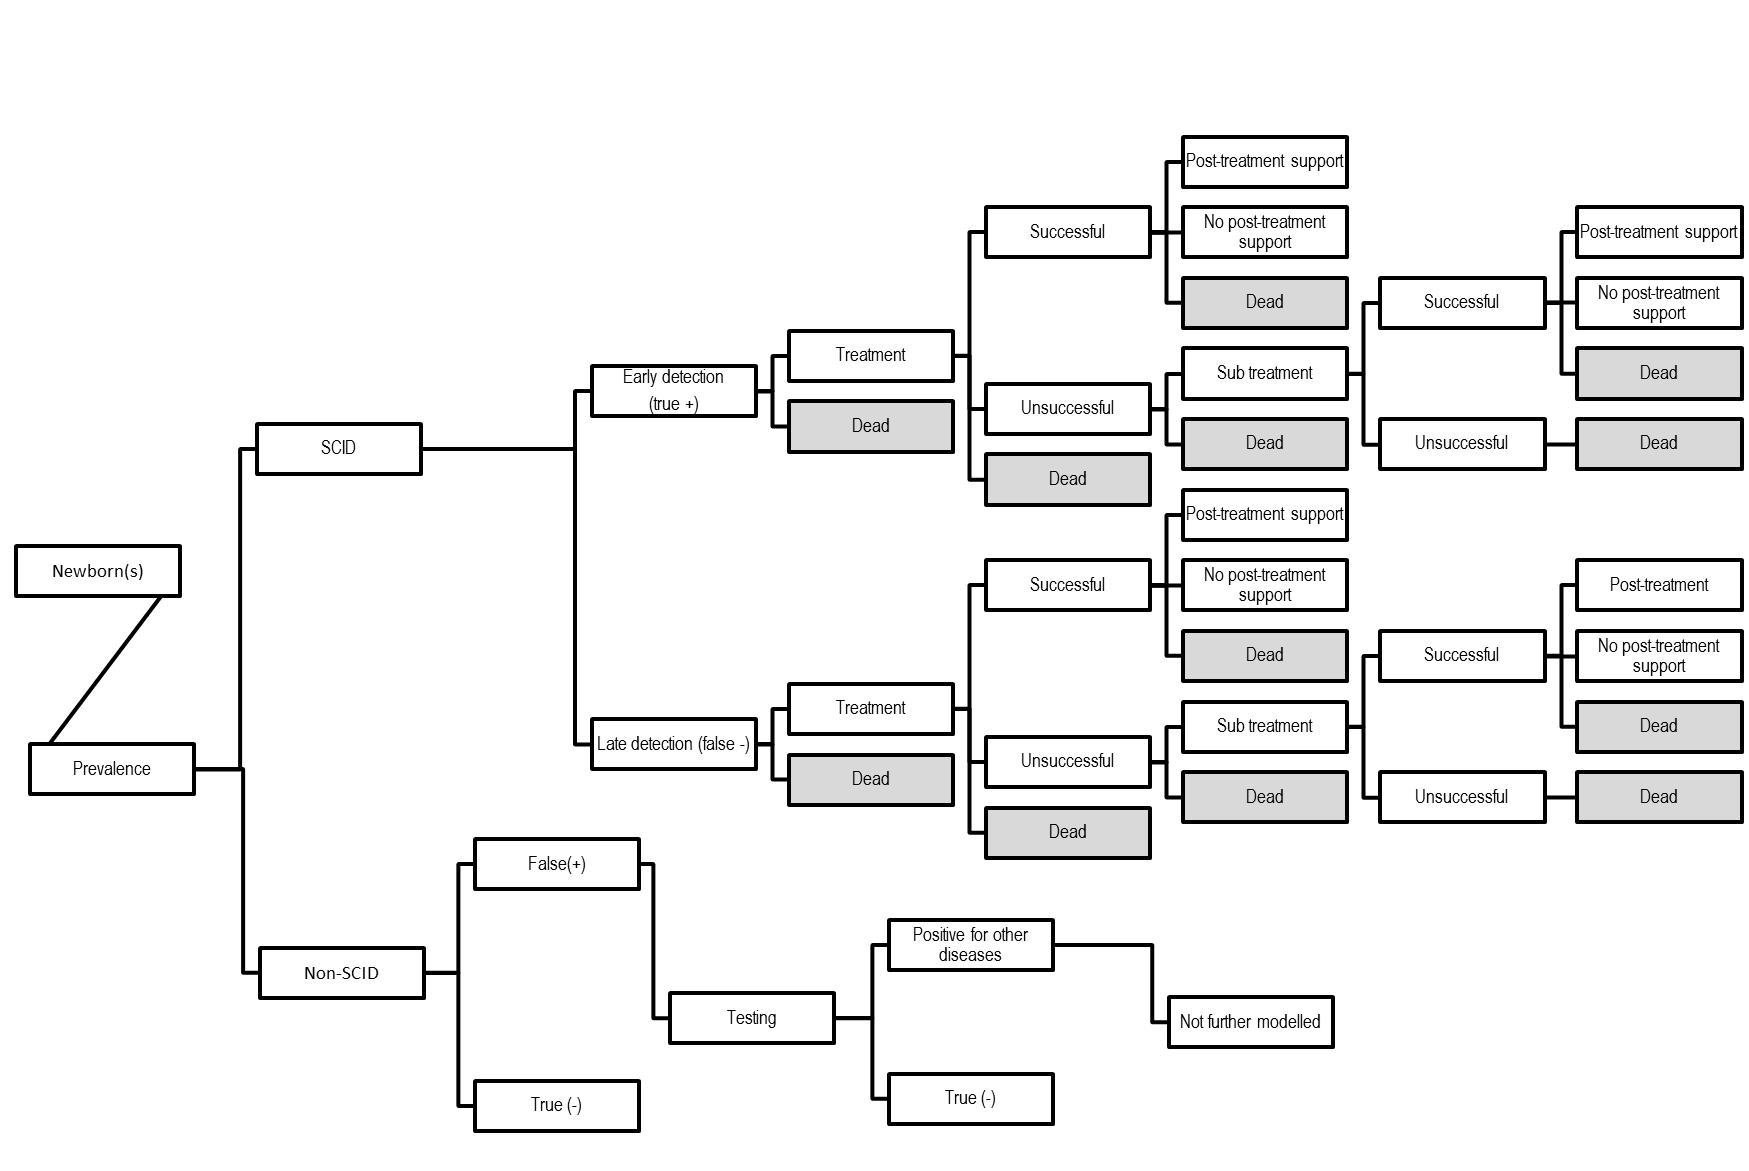 Post-treatment support
Successful
No post-treatment
support
Post-treatment support
Dead
Successful
No post-treatment
support
Treatment
Early detection
(true +)
Sub treatment
Dead
Unsuccessful
Dead
SCID
Dead
Unsuccessful
Dead
Dead
Post-treatment support
Newborn(s)
Successful
No post-treatment
support
Post-treatment
Dead
Successful
No post-treatment
support
Treatment
Late detection (false -)
Sub treatment
Dead
Prevalence
Unsuccessful
Dead
Dead
Unsuccessful
Dead
Dead
False(+)
Positive for other
diseases
Non-SCID
Testing
Not further modelled
True (-)
True (-)